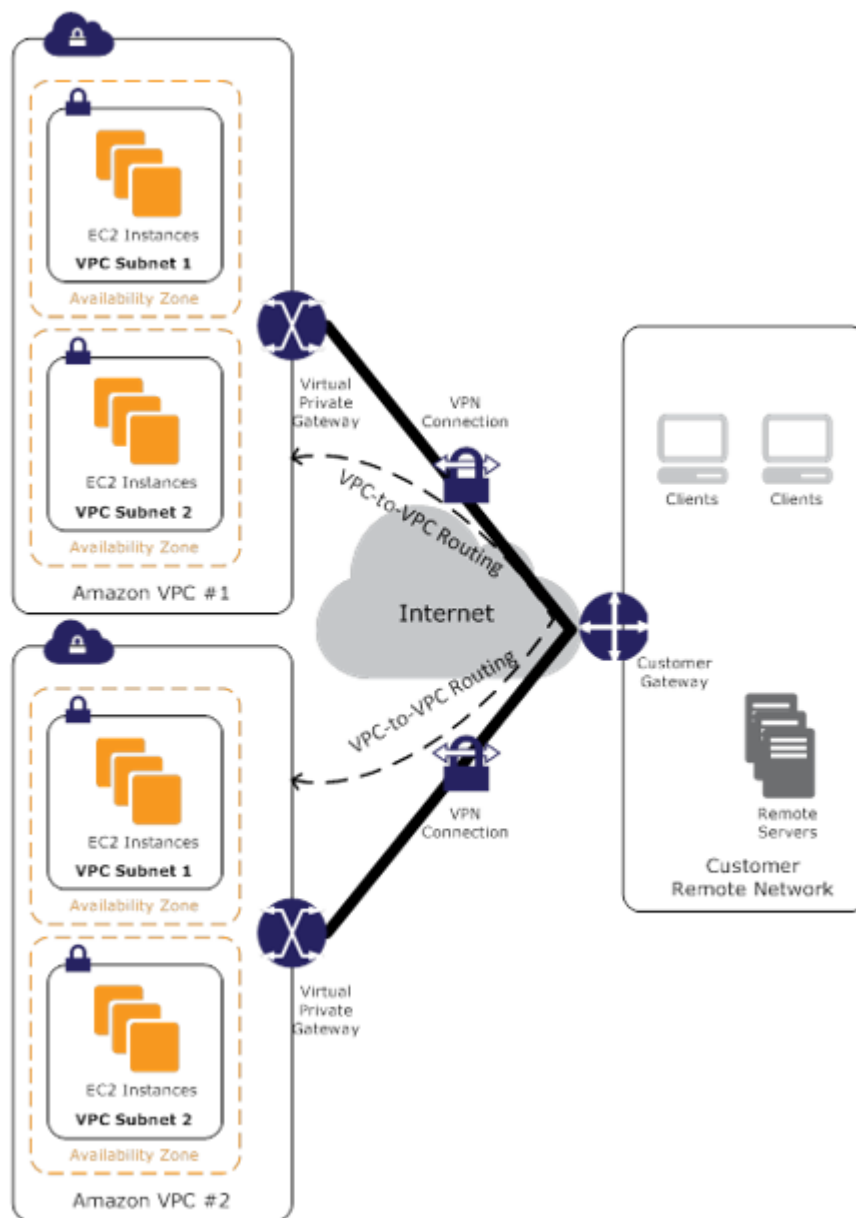 EC2 Instances
VPC Subnet 1
Availability Zone
EC2 Instances
VPC Subnet 2
Availability Zone
Amazon VPC #1
Virtual
Private
Gateway
VPN
Connection
VPC-to-VPC Routing
Internet
VPC-to-VPC Routing
VPN
Connection
Clients
Clients
Customer
Gateway
Remote
Servers
Customer
Remote Network
EC2 Instances
VPC Subnet 1
Availability Zone
Virtual
Private
Gateway
EC2 Instances
VPC Subnet 2
Availability Zone
Amazon VPC #2